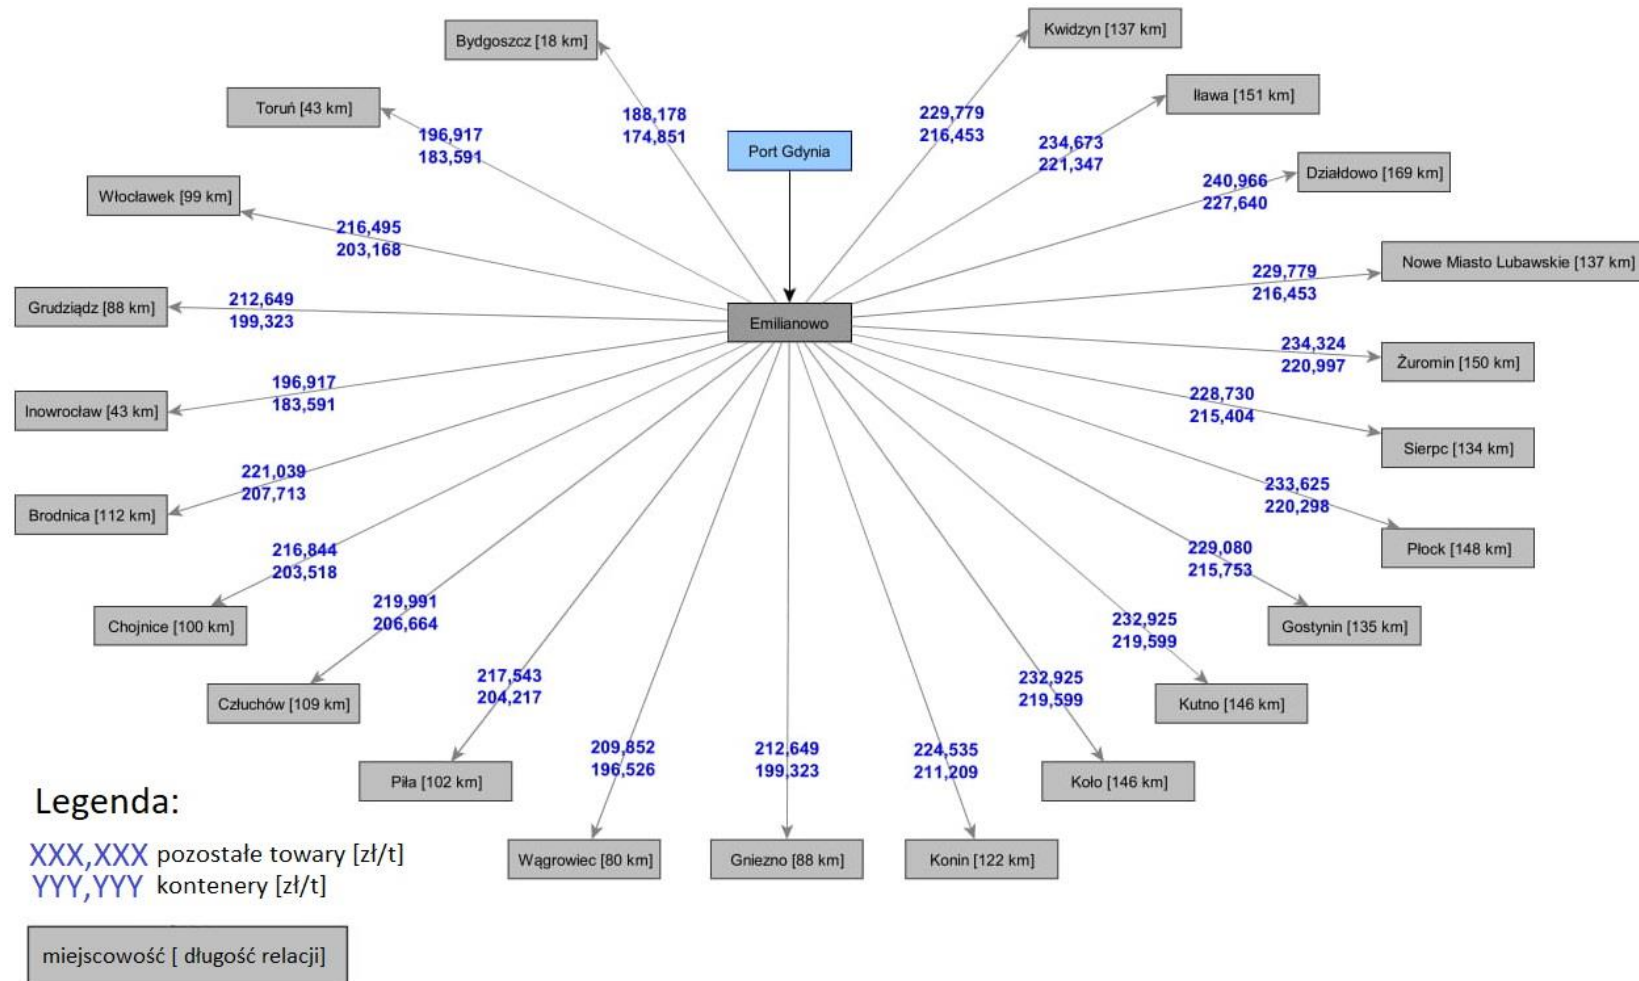 Bydgoszcz [18 km]
Kwidzyn [137 km]
Toruń [43 km]
Iława [151 km]
188,178
174,851
229,779
216,453
196,917
183,591
Port Gdynia
234,673
221,347
Działdowo [169 km]
Włocławek [99 km]
240,966
227,640
216,495
203,168
Nowe Miasto Lubawskie [137 km]
229,779
216,453
Grudziądz [88 km]
212,649
199,323
Emilianowo
234,324
220,997
Żuromin [150 km]
Inowrocław [43 km]
196,917
183,591
228,730
215,404
Sierpc [134 km]
221,039
207,713
233,625
220,298
Brodnica [112 km]
Płock [148 km]
216,844
203,518
229,080
215,753
Chojnice [100 km]
219,991
206,664
232,925
219,599
Gostynin [135 km]
Człuchów [109 km]
217,543
204,217
232,925
219,599
Kutno [146 km]
209,852
196,526
212,649
199,323
224,535
211,209
Piła [102 km]
Koło [146 km]
Wągrowiec [80 km]
Gniezno [88 km]
Konin [122 km]
Legenda:
XXX,XXX pozostałe towary [zł/t]
YYY,YYY kontenery [zł/t]
miejscowość [ długość relacji]